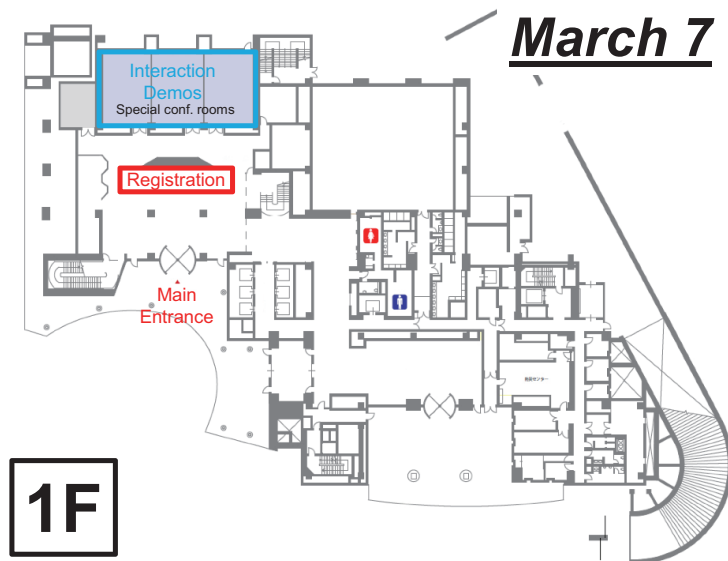 March 7
Interaction
Demos
Special conf. rooms
Registration
Main
Entrance
1F